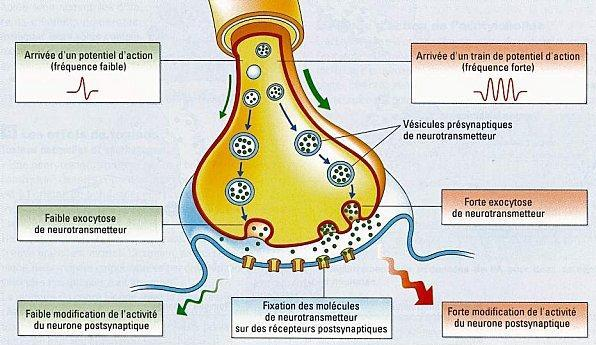 Arrivée d'un potentiel d'action
(fréquence faible)
Arrivée d'un train de potentiel d'action
(fréquence forte)
Vésicules présynaptiques
de neurotransmetteur
Faible exocytose
de neurotransmetteur
Forte exocytose
de neurotransmetteur
Faible modification de l'activité
du neurone postsynaptique
Fixation des molécules
de neurotransmetteur
sur des récepteurs postsynaptiques
Forte modification de l'activité
du neurone postsynaptique